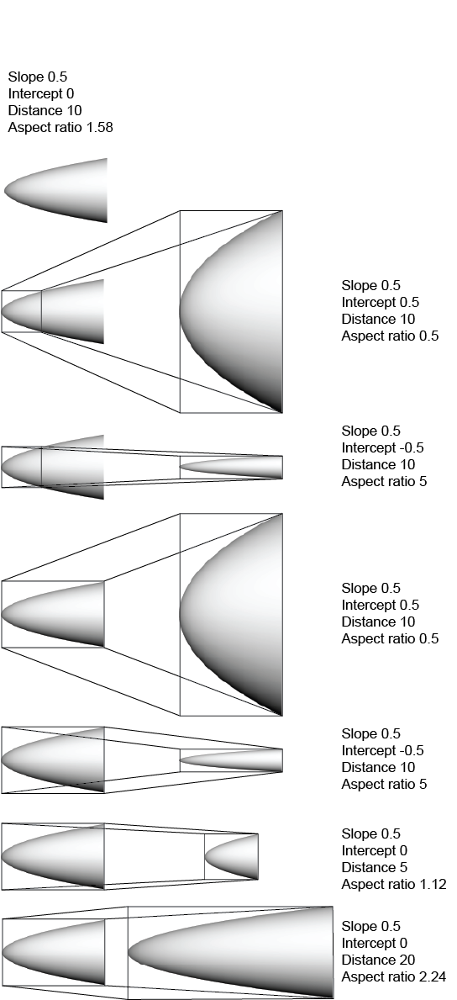 Slope 0.5
Intercept 0
Distance 10
Aspect ratio 1.58
Slope 0.5
Intercept 0.5
Distance 10
Aspect ratio 0.5
Slope 0.5
Intercept -0.5
Distance 10
Aspect ratio 5
Slope 0.5
Intercept 0.5
Distance 10
Aspect ratio 0.5
Slope 0.5
Intercept -0.5
Distance 10
Aspect ratio 5
Slope 0.5
Intercept 0
Distance 5
Aspect ratio 1.12
Slope 0.5
Intercept 0
Distance 20
Aspect ratio 2.24